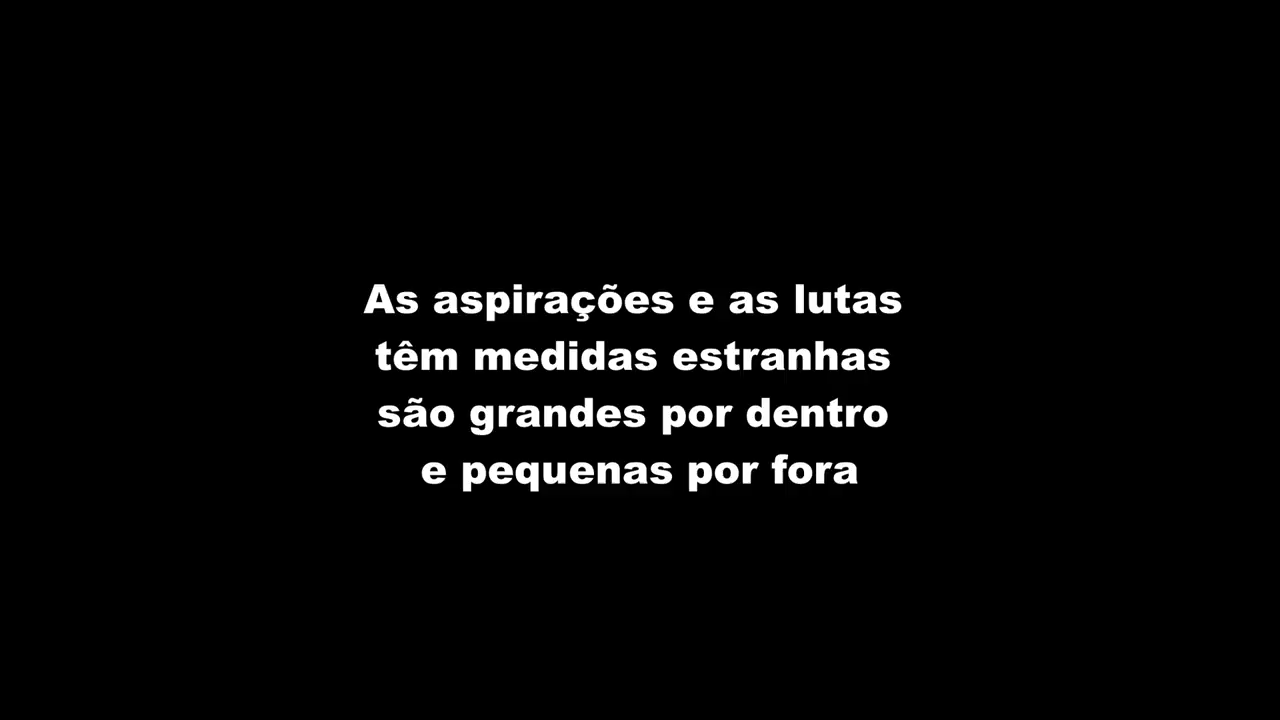 As aspirações e as lutas
têm medidas estranhas
são grandes por dentro
e pequenas por fora